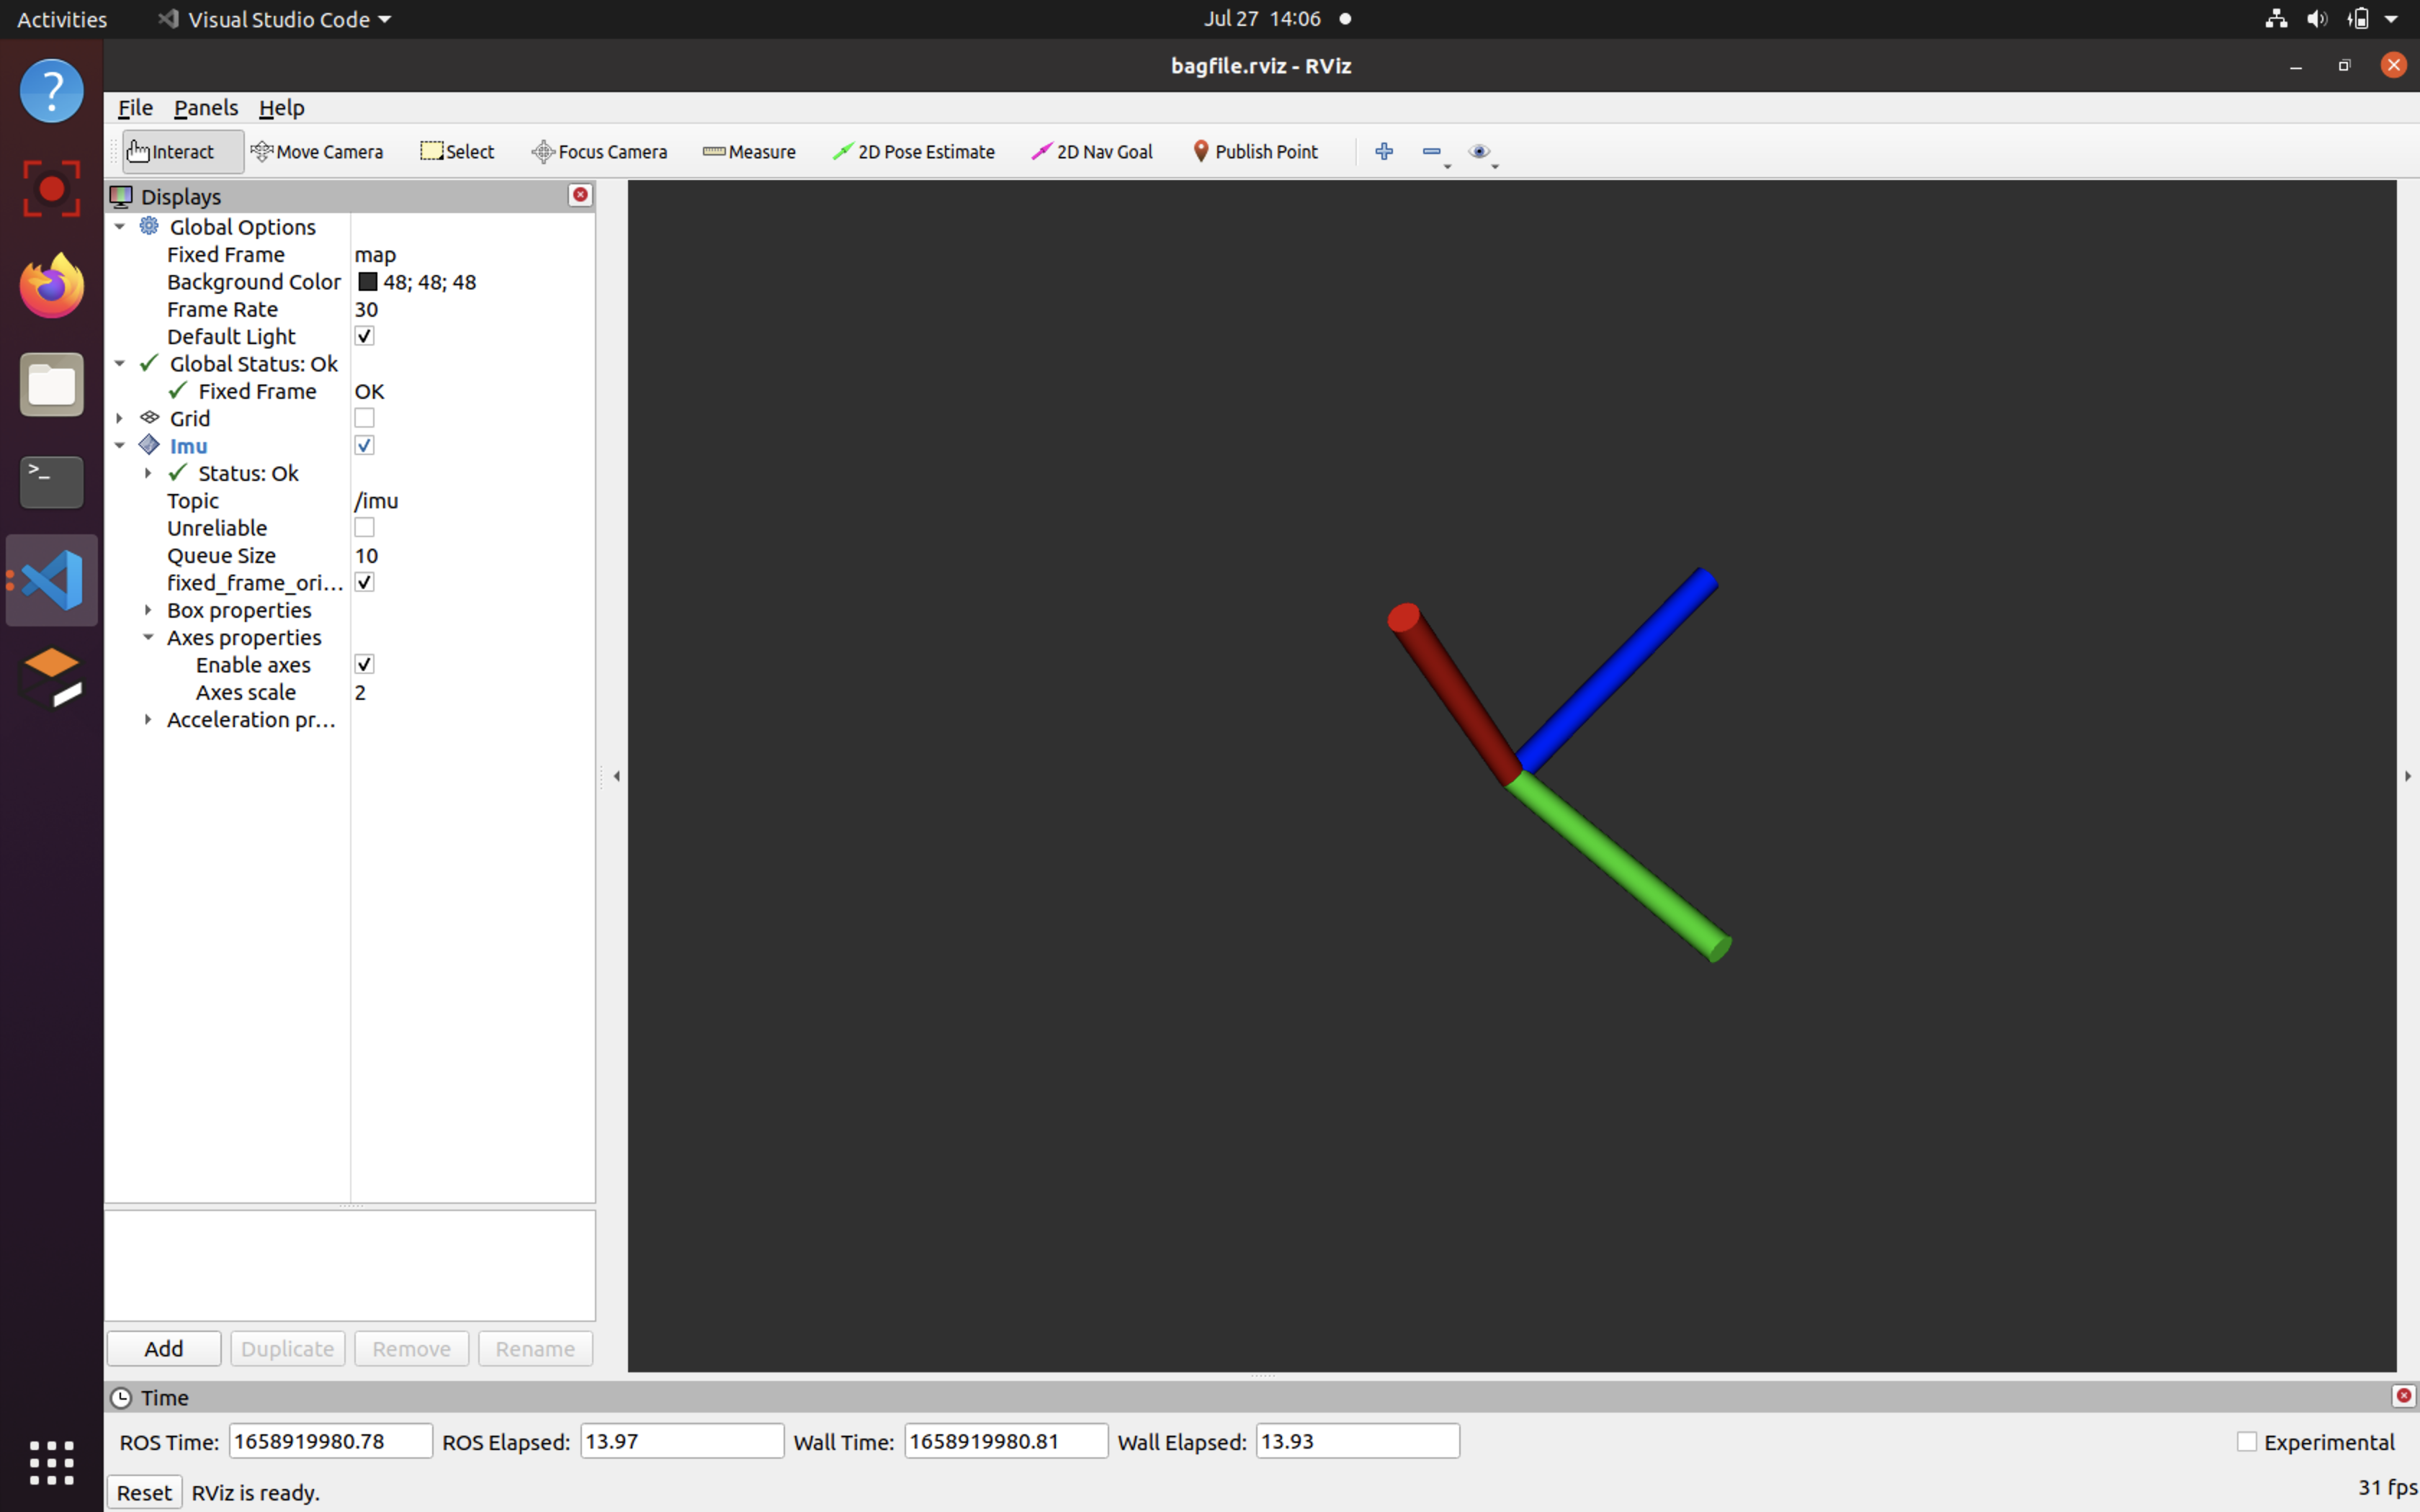 Activities Visual Studio Code Jul 27 14:06
bagfile.rviz - RViz
File Panels Help
Interact Move Camera Select Focus Camera Measure 2D Pose Estimate 2D Nav Goal Publish Point
Displays
Global Options
Fixed Frame map
Background Color 48; 48; 48
Frame Rate 30
Default Light
Global Status: Ok
Fixed Frame OK
Grid
Imu
Status: Ok
Topic /imu
Unreliable
Queue Size 10
fixed_frame_ori...
Box properties
Axes properties
Enable axes
Axes scale 2
Acceleration pr...
Add Duplicate Remove Rename
Time
ROS Time: 1658919980.78 ROS Elapsed: 13.97 Wall Time: 1658919980.81 Wall Elapsed: 13.93 Experimental
Reset RViz is ready. 31 fps